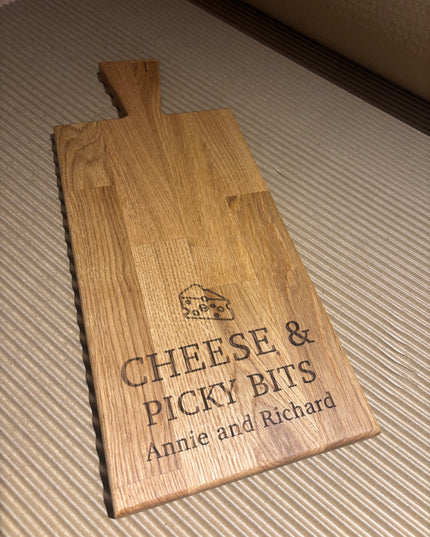 CHEESE &
PICKY BITS
Annie and Richard